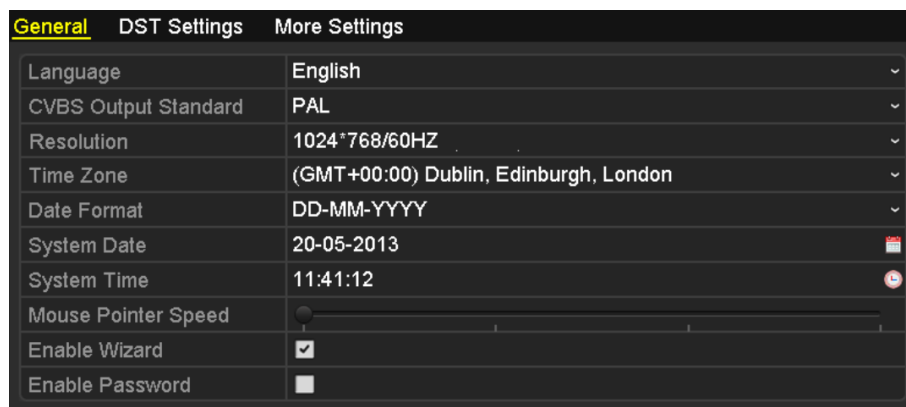 General DST Settings More Settings
Language English
CVBS Output Standard PAL
Resolution 1024*768/60HZ
Time Zone (GMT+00:00) Dublin, Edinburgh, London
Date Format DD-MM-YYYY
System Date 20-05-2013
System Time 11:41:12
Mouse Pointer Speed
Enable Wizard
Enable Password